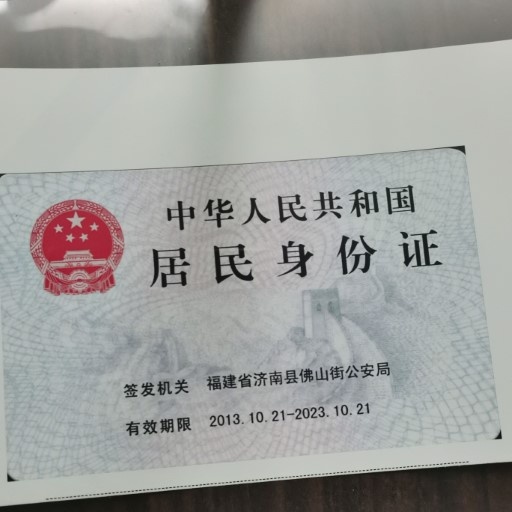 中华人民共和国
居民身份证
签发机关 福建省济南县佛山街公安局
有效期限 2013.10.21-2023.10.21